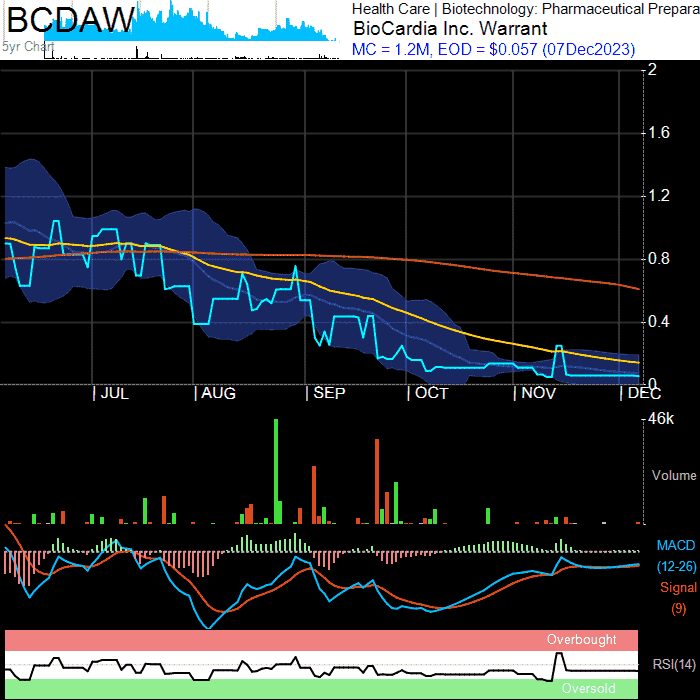 BCDAW
5yr Chart
Health Care | Biotechnology: Pharmaceutical Prepara
BioCardia Inc. Warrant
MC = 1.2M, EOD = $0.057 (07Dec2023)
2
1.6
1.2
0.8
0.4
0
JUL AUG SEP OCT NOV DEC
46k
Volume
MACD
(12-26)
Signal
(9)
Overbought
RSI(14)
Oversold